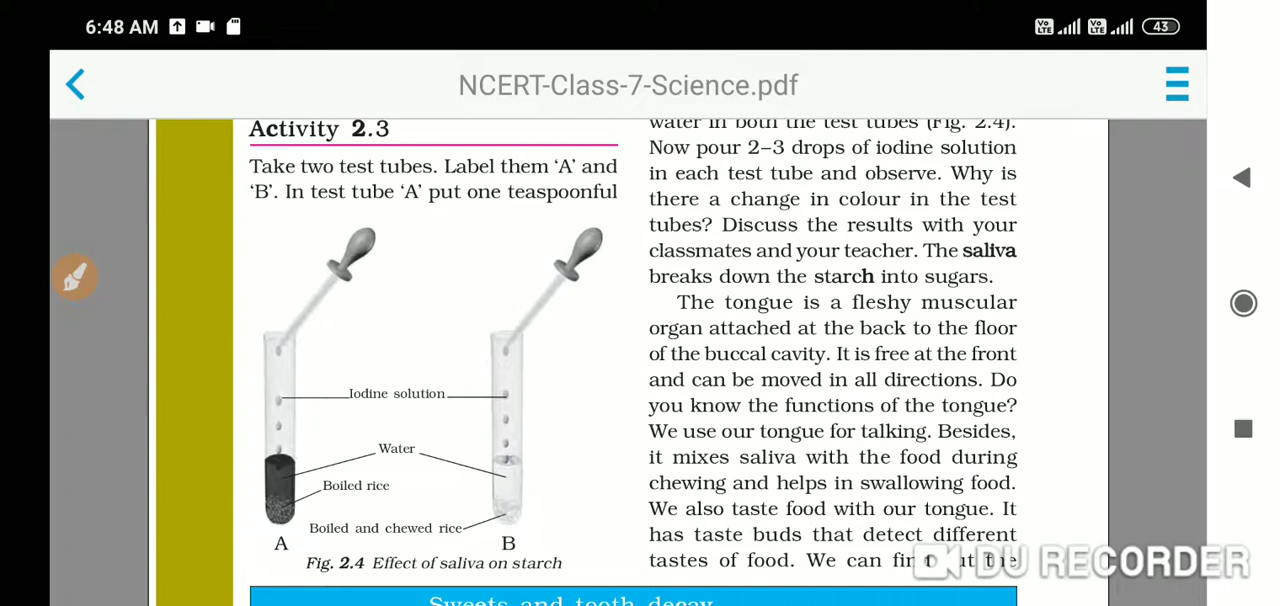 6:48 AM
Vo LTE
Vo LTE
43
NCERT-Class-7-Science.pdf
Activity 2.3
Take two test tubes. Label them ‘A’ and
‘B’. In test tube ‘A’ put one teaspoonful
Iodine solution
Water
Boiled rice
Boiled and chewed rice
A
B
Fig. 2.4 Effect of saliva on starch
water in both the test tubes (Fig. 2.4).
Now pour 2–3 drops of iodine solution
in each test tube and observe. Why is
there a change in colour in the test
tubes? Discuss the results with your
classmates and your teacher. The saliva
breaks down the starch into sugars.
The tongue is a fleshy muscular
organ attached at the back to the floor
of the buccal cavity. It is free at the front
and can be moved in all directions. Do
you know the functions of the tongue?
We use our tongue for talking. Besides,
it mixes saliva with the food during
chewing and helps in swallowing food.
We also taste food with our tongue. It
has taste buds that detect different
tastes of food. We can find out the
DU RECORDER
Sweets and tooth decay